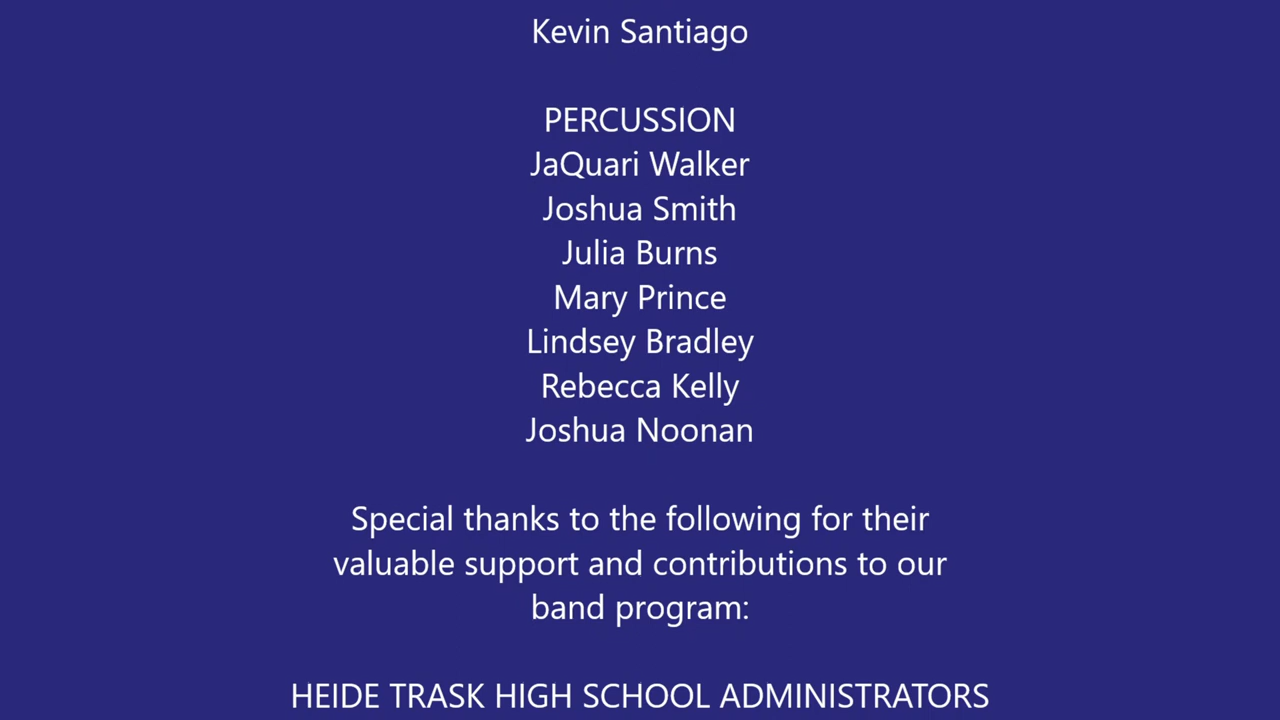 Kevin Santiago
PERCUSSION
JaQuari Walker
Joshua Smith
Julia Burns
Mary Prince
Lindsey Bradley
Rebecca Kelly
Joshua Noonan
Special thanks to the following for their
valuable support and contributions to our
band program:
HEIDE TRASK HIGH SCHOOL ADMINISTRATORS